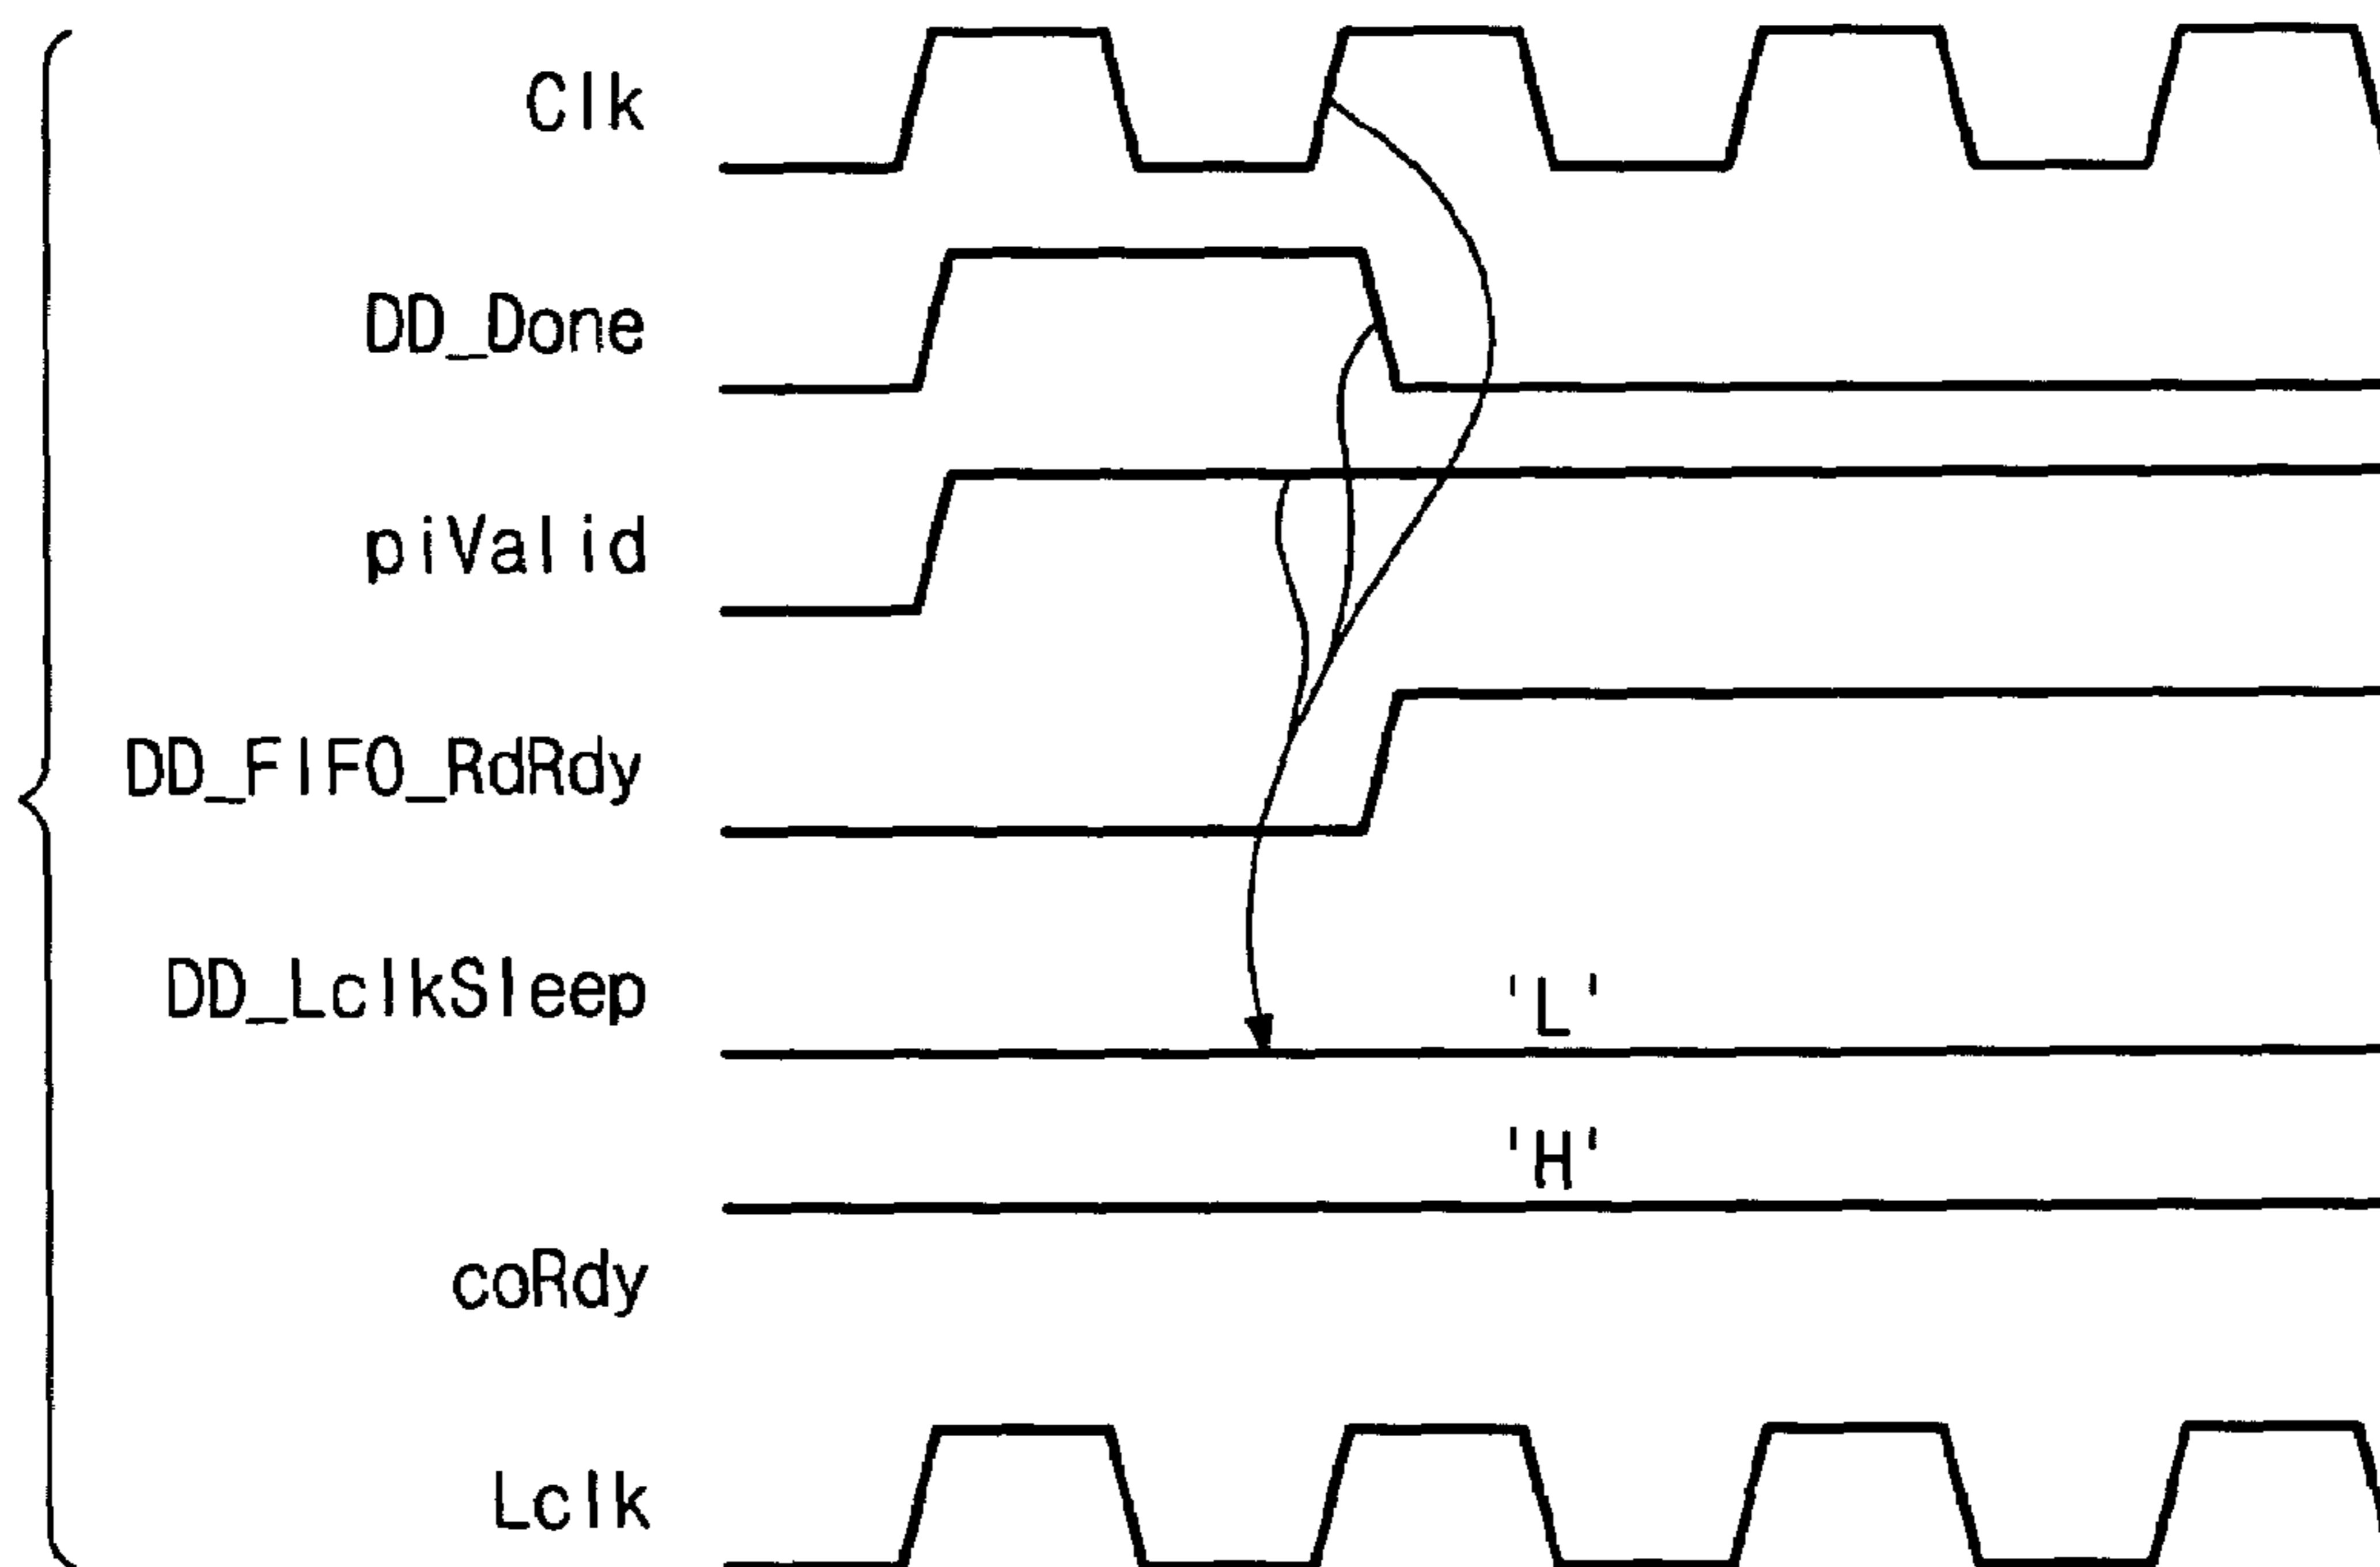 Clk
DD_Done
piValid
DD_FIFO_RdRdy
DD_LclkSleep
'L'
'H'
coRdy
Lclk